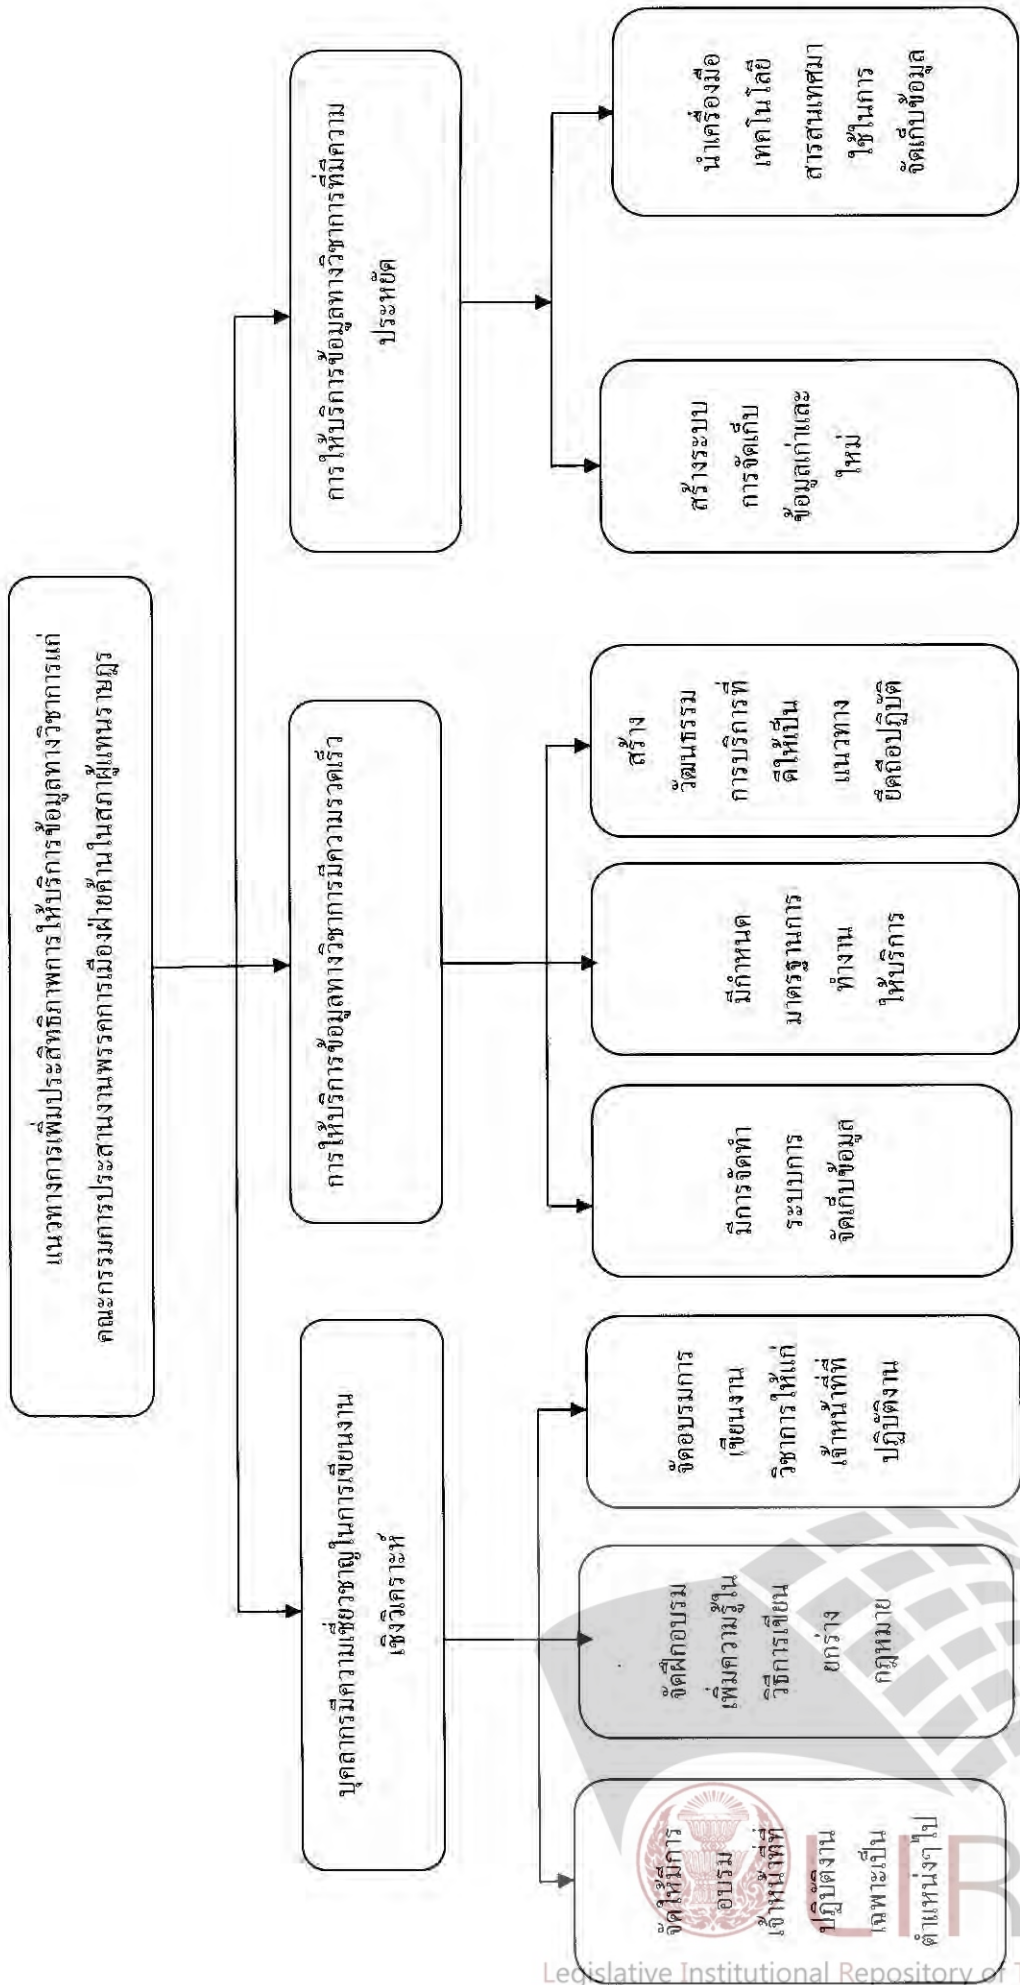 แนวทางการเพิ่มประสิทธิภาพการให้บริการข้อมูลทางวิชาการแก่
คณะกรรมการประสานงานพรรคการเมืองฝ่ายค้านในสภาผู้แทนราษฎร
บุคลากรมีความเชี่ยวชาญในการเขียนงาน
เชิงวิเคราะห์
การให้บริการข้อมูลทางวิชาการมีความรวดเร็ว
การให้บริการข้อมูลทางวิชาการที่มีความ
ประหยัด
จัดให้มีการ
อบรม
เจ้าหน้าที่ที่
ปฏิบัติงาน
เฉพาะเป็น
ตำแหน่งๆไป
จัดฝึกอบรม
เพิ่มความรู้ใน
วิธีการเขียน
ยกร่าง
กฎหมาย
จัดอบรมการ
เขียนงาน
วิชาการให้แก่
เจ้าหน้าที่ที่
ปฏิบัติงาน
มีการจัดทำ
ระบบการ
จัดเก็บข้อมูล
มีกำหนด
มาตรฐานการ
ทำงาน
ให้บริการ
สร้าง
วัฒนธรรม
การบริการที่
ดีให้เป็น
แนวทาง
ยึดถือปฏิบัติ
สร้างระบบ
การจัดเก็บ
ข้อมูลเก่าและ
ใหม่
นำเครื่องมือ
เทคโนโลยี
สารสนเทศมา
ใช้ในการ
จัดเก็บข้อมูล
LIR
Legislative Institutional Repository of T